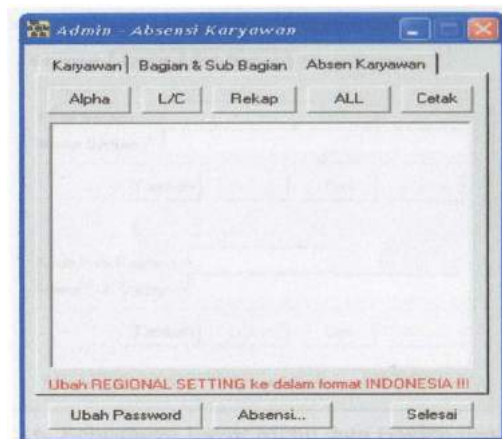 Admin - Absensi Karyawan
Karyawan Bagian & Sub Bagian Absen Karyawan
Alpha L/C Rekap ALL Cetak
Ubah REGIONAL SETTING ke dalam format INDONESIA !!!
Ubah Password Absensi... Selesai